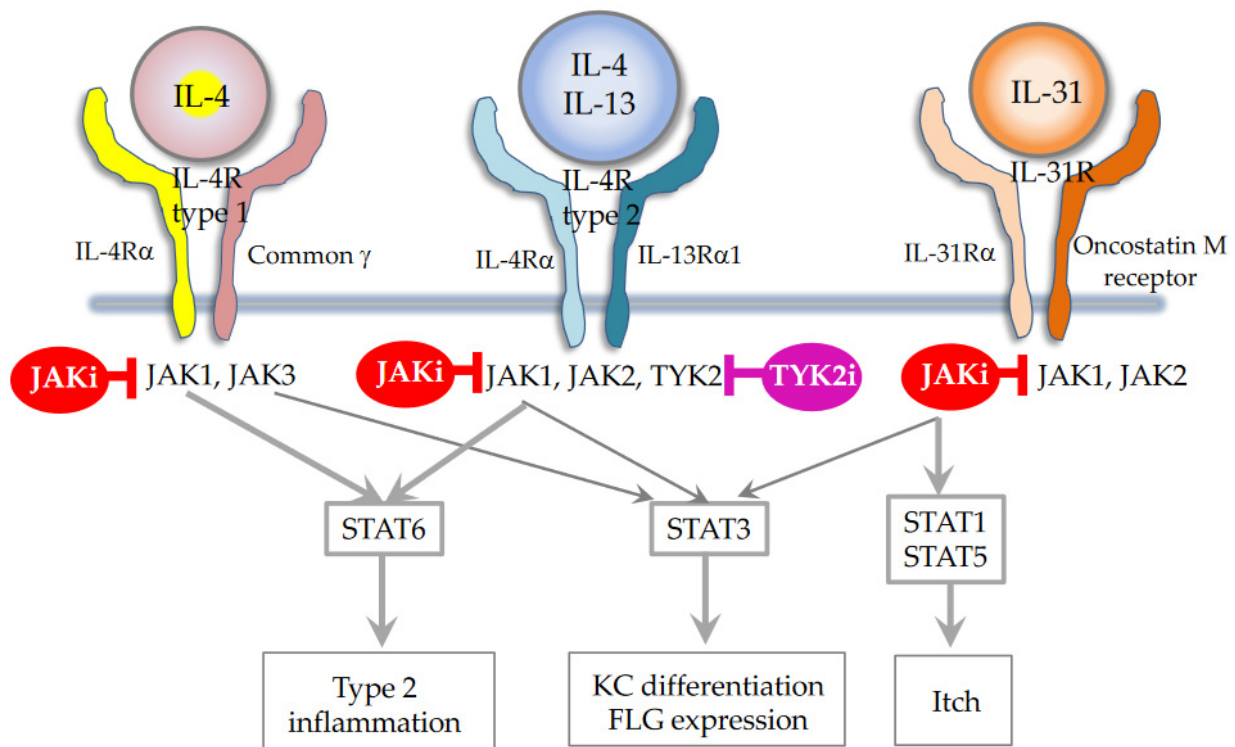 IL-4
IL-4
IL-13
IL-31
IL-4R
type 1
IL-4R
type 2
IL-31R
IL-4Rα
Common γ
IL-4Rα
IL-13Rα1
IL-31Rα
Oncostatin M
receptor
JAKi
JAK1, JAK3
JAKi
JAK1, JAK2, TYK2
TYK2i
JAKi
JAK1, JAK2
STAT6
STAT3
STAT1
STAT5
Type 2
inflammation
KC differentiation
FLG expression
Itch